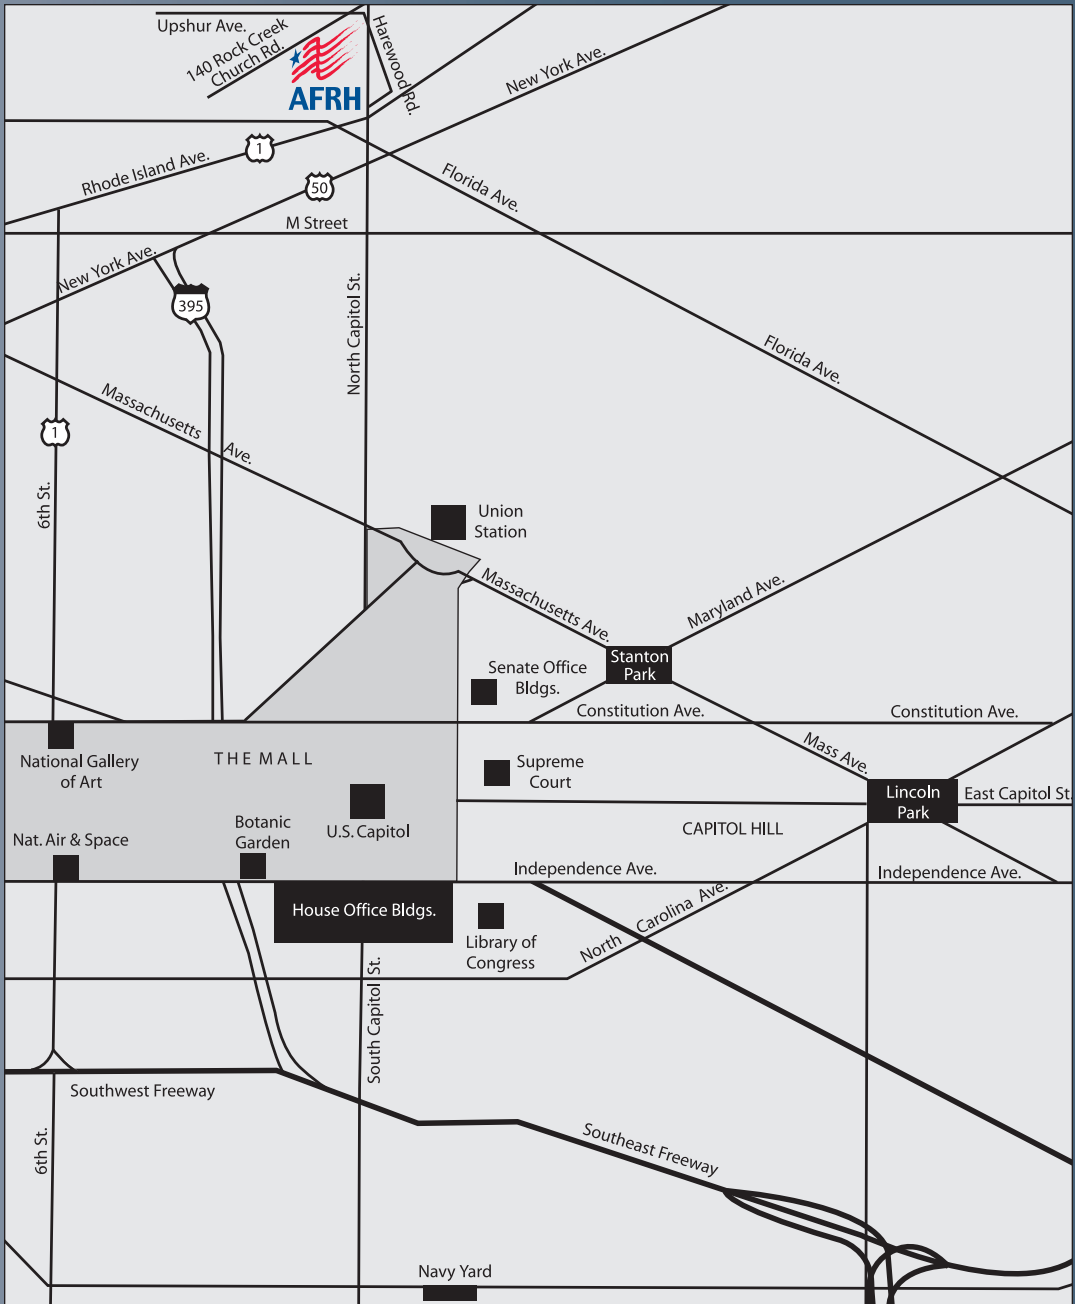 Upshur Ave.
140 Rock Creek
Church Rd.
Harewood Rd.
AFRH
New York Ave.
1
Rhode Island Ave.
50
Florida Ave.
M Street
New York Ave.
395
North Capitol St.
Florida Ave.
Massachusetts Ave.
1
6th St.
Union
Station
Massachusetts Ave.
Maryland Ave.
Stanton
Park
Senate Office
Bldgs.
Constitution Ave.
Constitution Ave.
National Gallery
of Art
THE MALL
Supreme
Court
Mass Ave.
Lincoln
Park
East Capitol St.
U.S. Capitol
Botanic
Garden
CAPITOL HILL
Nat. Air & Space
Independence Ave.
Independence Ave.
House Office Bldgs.
Library of
Congress
North Carolina Ave.
South Capitol St.
Southwest Freeway
6th St.
Southeast Freeway
Navy Yard